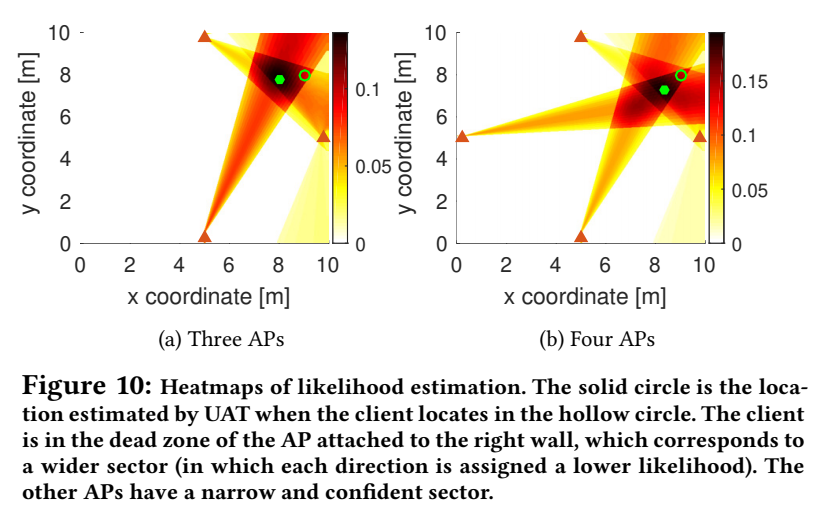 10
8
6
4
2
0
y coordinate [m]
0 2 4 6 8 10
x coordinate [m]
0.1
0.05
0
(a) Three APs
10
8
6
4
2
0
y coordinate [m]
0 2 4 6 8 10
x coordinate [m]
0.15
0.1
0.05
0
(b) Four APs
Figure 10: Heatmaps of likelihood estimation. The solid circle is the loca-
tion estimated by UAT when the client locates in the hollow circle. The client
is in the dead zone of the AP attached to the right wall, which corresponds to
a wider sector (in which each direction is assigned a lower likelihood). The
other APs have a narrow and confident sector.